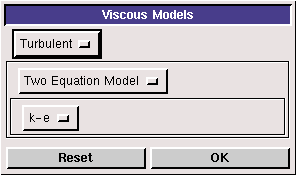 Viscous Models
Turbulent
Two Equation Model
k-e
Reset OK